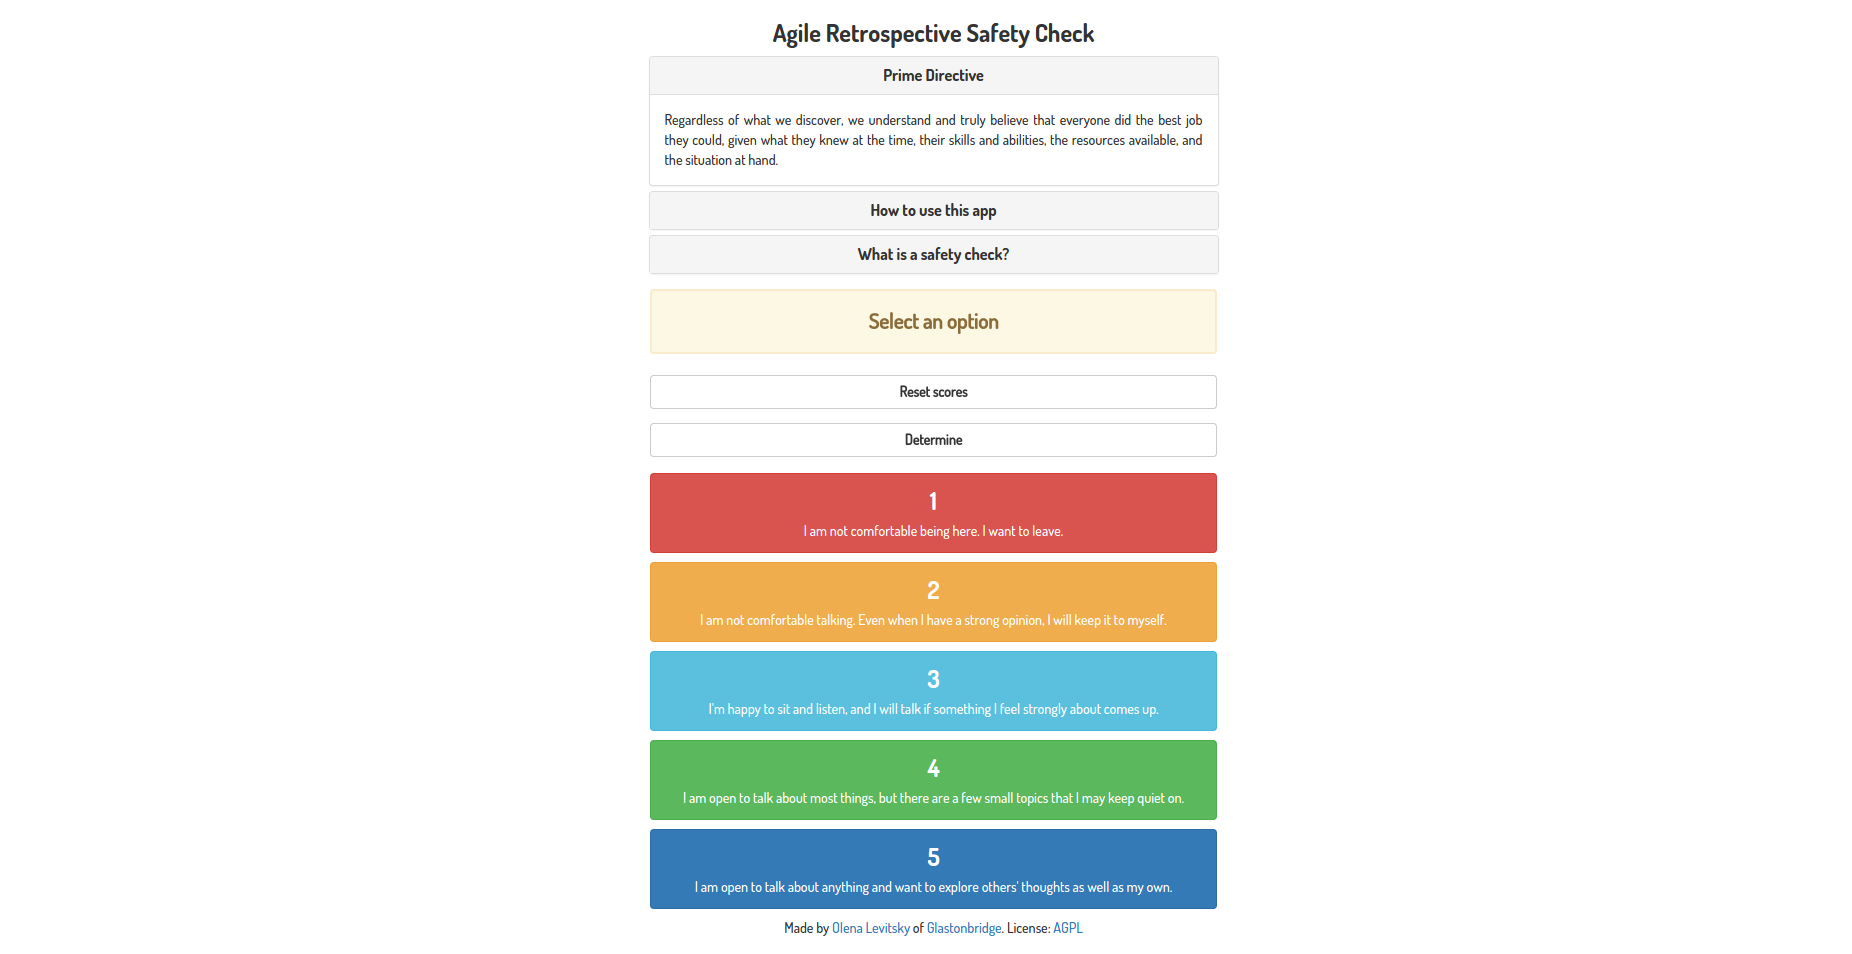 Agile Retrospective Safety Check
Prime Directive
Regardless of what we discover, we understand and truly believe that everyone did the best job
they could, given what they knew at the time, their skills and abilities, the resources available, and
the situation at hand.
How to use this app
What is a safety check?
Select an option
Reset scores
Determine
1
I am not comfortable being here. I want to leave.
2
I am not comfortable talking. Even when I have a strong opinion, I will keep it to myself.
3
I'm happy to sit and listen, and I will talk if something I feel strongly about comes up.
4
I am open to talk about most things, but there are a few small topics that I may keep quiet on.
5
I am open to talk about anything and want to explore others' thoughts as well as my own.
Made by Olena Levitsky of Glastonbridge. License: AGPL